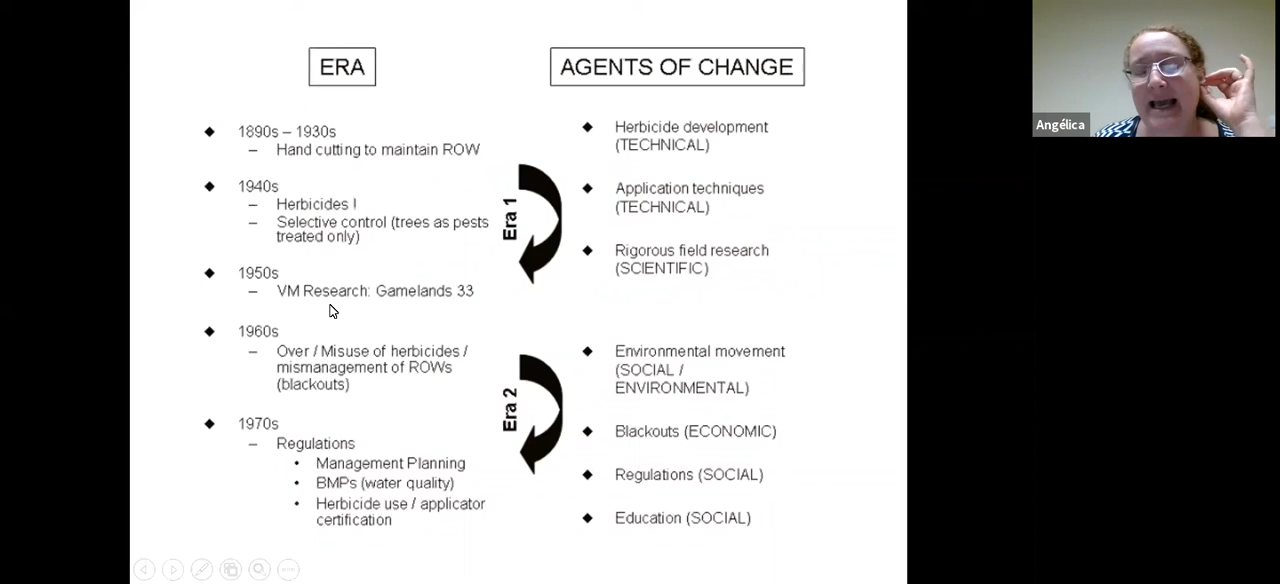 ERA
1890s – 1930s
– Hand cutting to maintain ROW
1940s
– Herbicides !
– Selective control (trees as pests
treated only)
1950s
– VM Research: Gamelands 33
1960s
– Over / Misuse of herbicides /
mismanagement of ROWs
(blackouts)
1970s
– Regulations
• Management Planning
• BMPs (water quality)
• Herbicide use / applicator
certification
Era 1
Era 2
AGENTS OF CHANGE
Herbicide development
(TECHNICAL)
Application techniques
(TECHNICAL)
Rigorous field research
(SCIENTIFIC)
Environmental movement
(SOCIAL /
ENVIRONMENTAL)
Blackouts (ECONOMIC)
Regulations (SOCIAL)
Education (SOCIAL)
Angélica